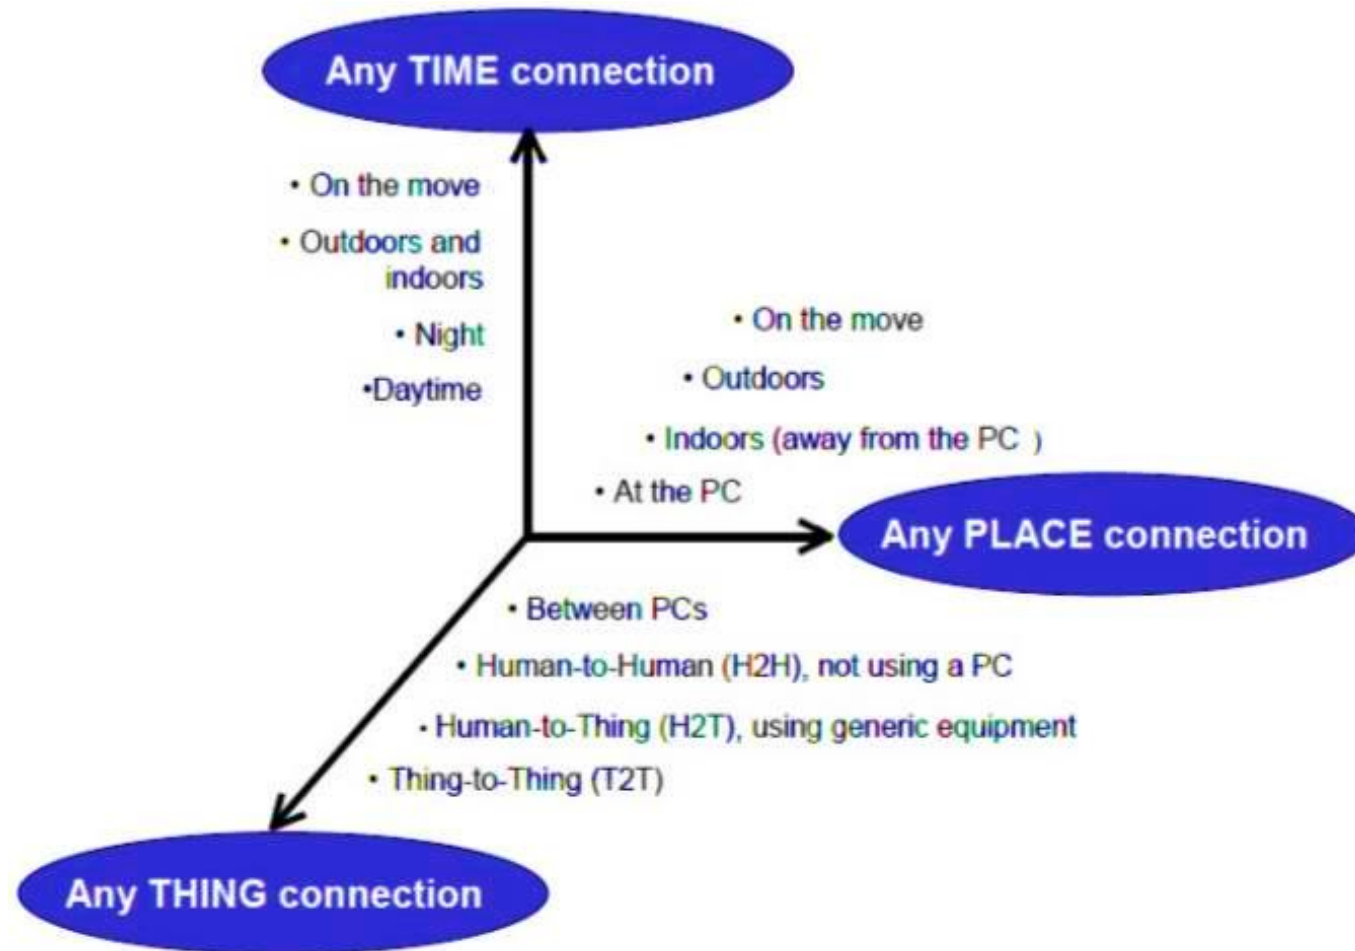 Any TIME connection
• On the move
• Outdoors and
indoors
• Night
•Daytime
• On the move
• Outdoors
• Indoors (away from the PC )
• At the PC
Any PLACE connection
• Between PCs
• Human-to-Human (H2H), not using a PC
• Human-to-Thing (H2T), using generic equipment
• Thing-to-Thing (T2T)
Any THING connection